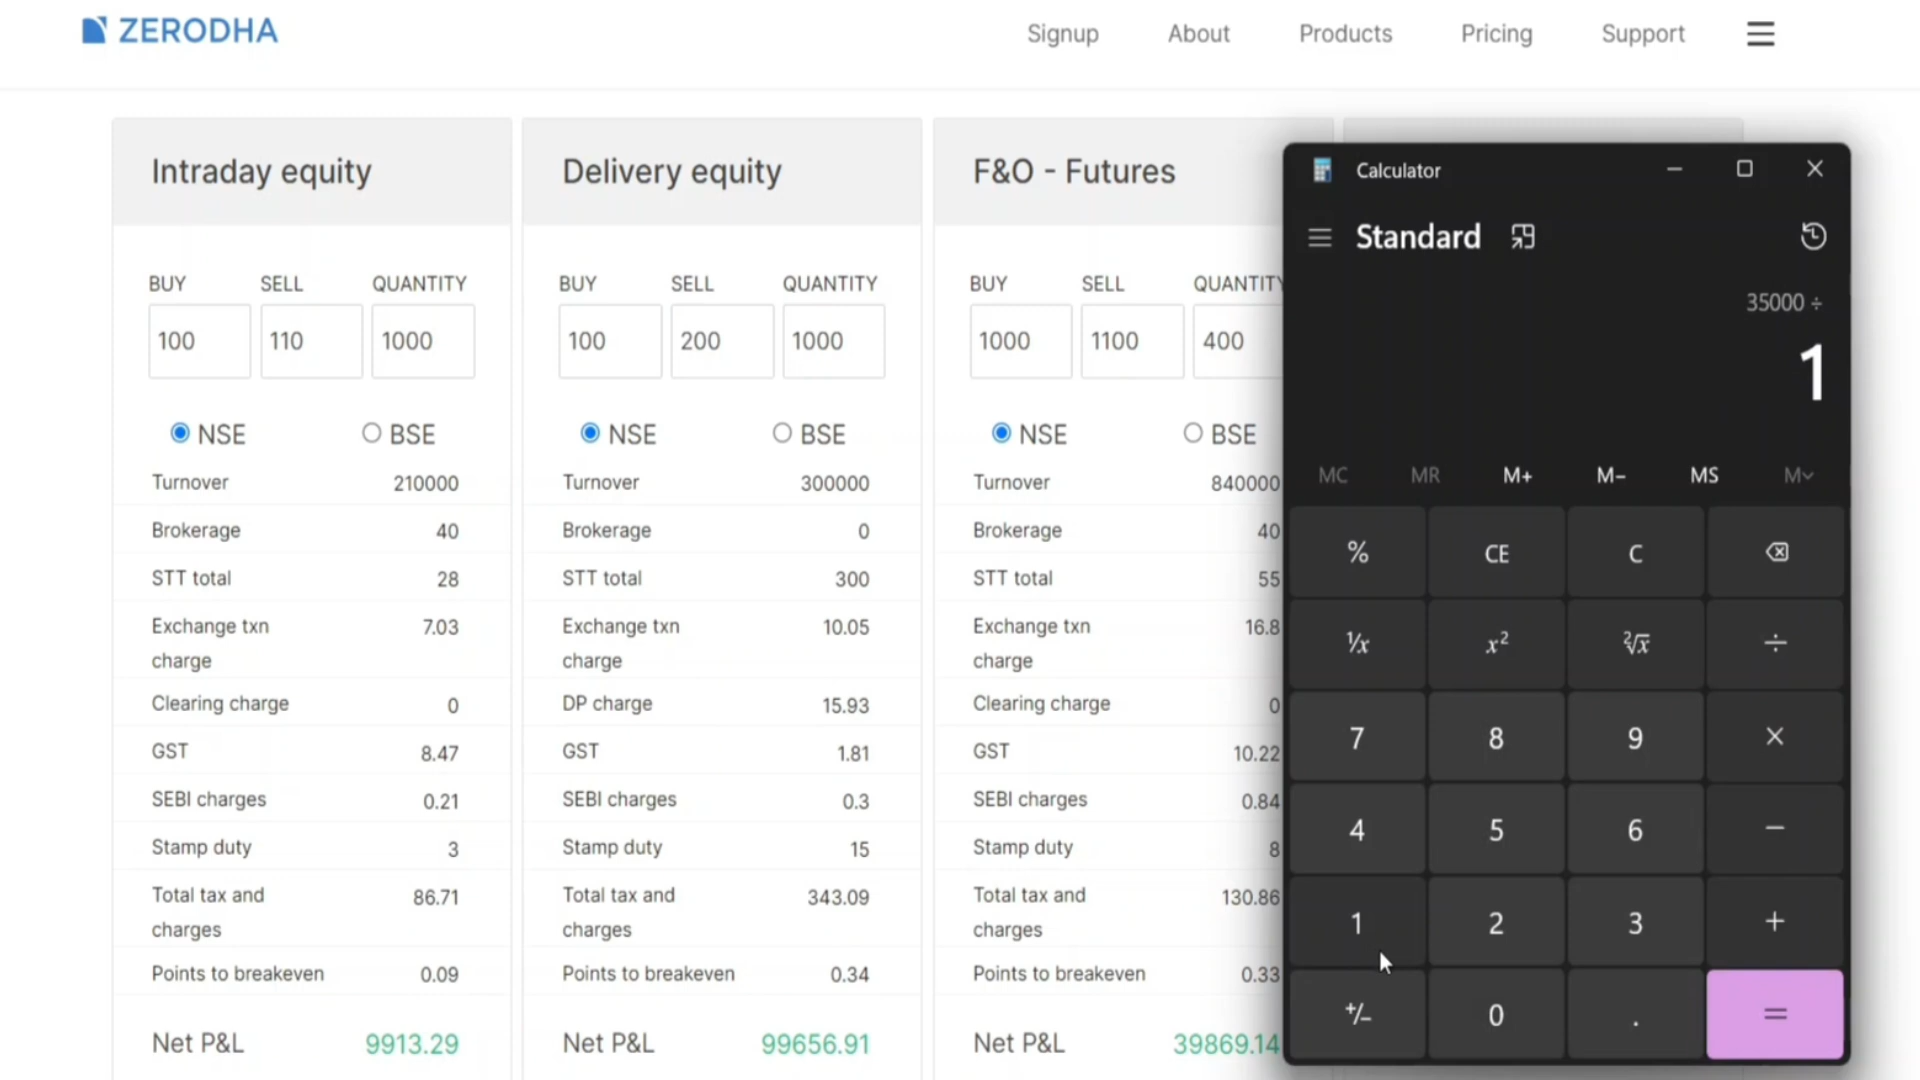 ZERODHA
Signup About Products Pricing Support
Intraday equity
BUY SELL QUANTITY
100 110 1000
NSE BSE
Turnover 210000
Brokerage 40
STT total 28
Exchange txn charge 7.03
Clearing charge 0
GST 8.47
SEBI charges 0.21
Stamp duty 3
Total tax and charges 86.71
Points to breakeven 0.09
Net P&L 9913.29
Delivery equity
BUY SELL QUANTITY
100 200 1000
NSE BSE
Turnover 300000
Brokerage 0
STT total 300
Exchange txn charge 10.05
DP charge 15.93
GST 1.81
SEBI charges 0.3
Stamp duty 15
Total tax and charges 343.09
Points to breakeven 0.34
Net P&L 99656.91
F&O - Futures
BUY SELL QUANTITY
1000 1100 400
NSE BSE
Turnover 840000
Brokerage 40
STT total 55
Exchange txn charge 16.8
Clearing charge 0
GST 10.22
SEBI charges 0.84
Stamp duty 8
Total tax and charges 130.86
Points to breakeven 0.33
Net P&L 39869.14
Calculator
Standard
35000 ÷
1
MC MR M+ M− MS M˅
% CE C
¹/x x² ²√x ÷
7 8 9 ×
4 5 6 −
1 2 3 +
+/− 0 . =